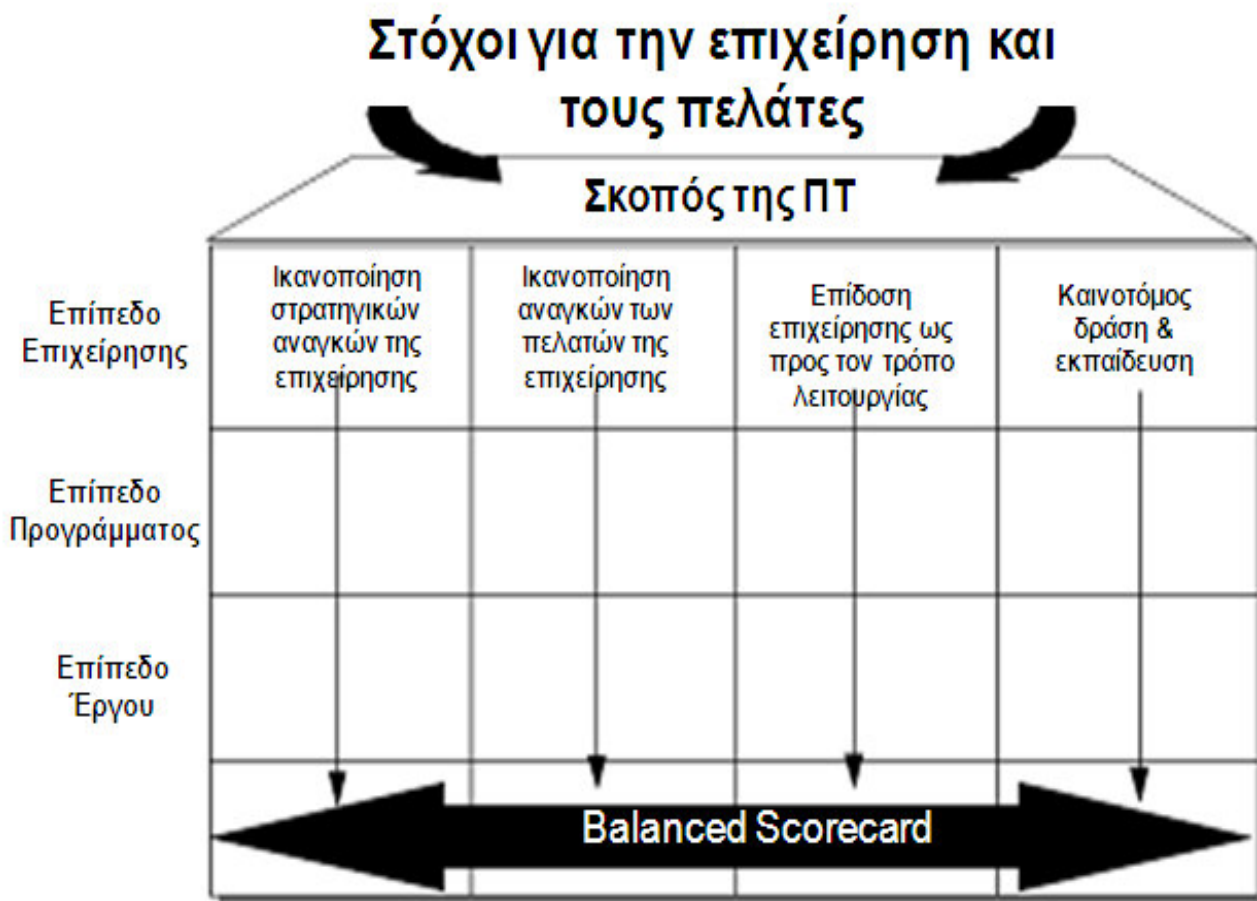 Στόχοι για την επιχείρηση και
τους πελάτες
Σκοπός της ΠΤ
Επίπεδο
Επιχείρησης
Ικανοποίηση
στρατηγικών
αναγκών της
επιχείρησης
Ικανοποίηση
αναγκών των
πελατών της
επιχείρησης
Επίδοση
επιχείρησης ως
προς τον τρόπο
λειτουργίας
Καινοτόμος
δράση &
εκπαίδευση
Επίπεδο
Προγράμματος
Επίπεδο
Έργου
Balanced Scorecard